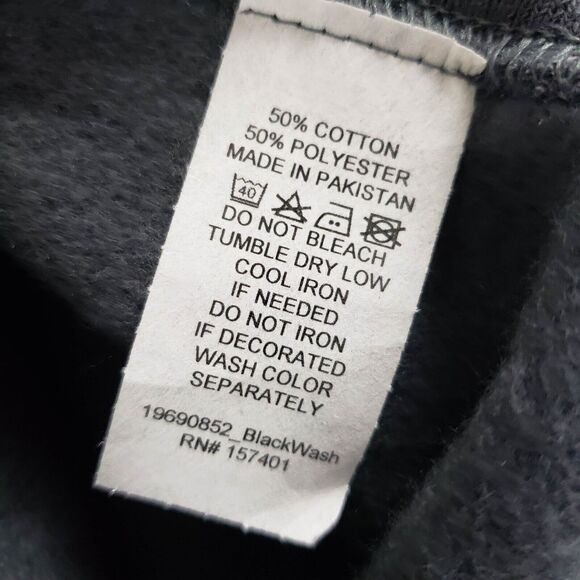 50% COTTON
50% POLYESTER
MADE IN PAKISTAN
40
DO NOT BLEACH
TUMBLE DRY LOW
COOL IRON
IF NEEDED
DO NOT IRON
IF DECORATED
WASH COLOR
SEPARATELY
19690852_BlackWash
RN# 157401